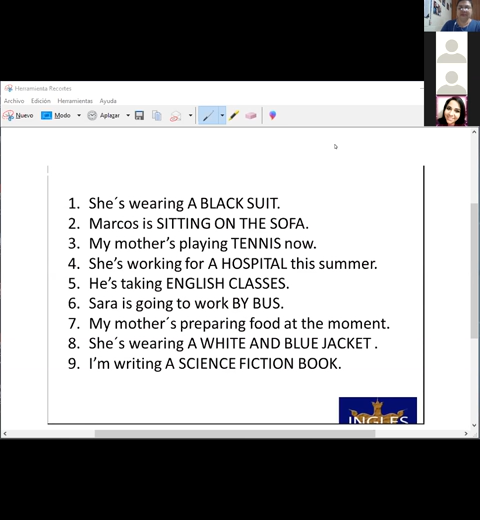 Herramienta Recortes
Archivo Edición Herramientas Ayuda
Nuevo Modo Aplazar
1. She´s wearing A BLACK SUIT.
2. Marcos is SITTING ON THE SOFA.
3. My mother's playing TENNIS now.
4. She's working for A HOSPITAL this summer.
5. He's taking ENGLISH CLASSES.
6. Sara is going to work BY BUS.
7. My mother´s preparing food at the moment.
8. She´s wearing A WHITE AND BLUE JACKET .
9. I'm writing A SCIENCE FICTION BOOK.
INGLES